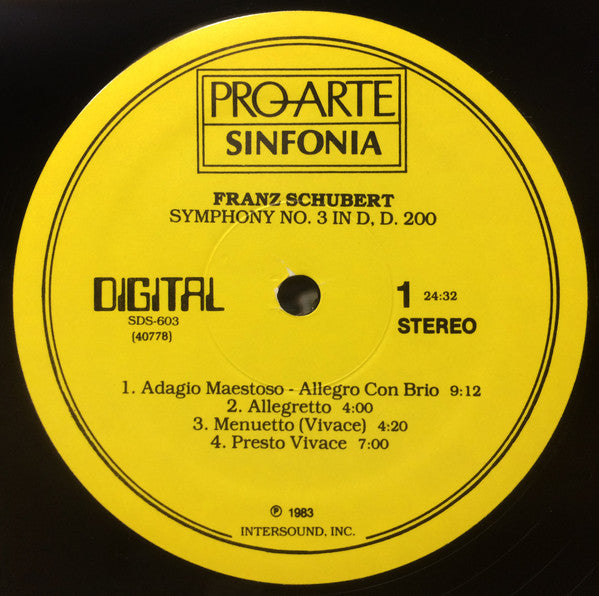 PRO ARTE
SINFONIA
FRANZ SCHUBERT
SYMPHONY NO. 3 IN D, D. 200
DIGITAL
SDS-603
(40778)
1 24:32
STEREO
1. Adagio Maestoso - Allegro Con Brio 9:12
2. Allegretto 4:00
3. Menuetto (Vivace) 4:20
4. Presto Vivace 7:00
℗ 1983
INTERSOUND, INC.